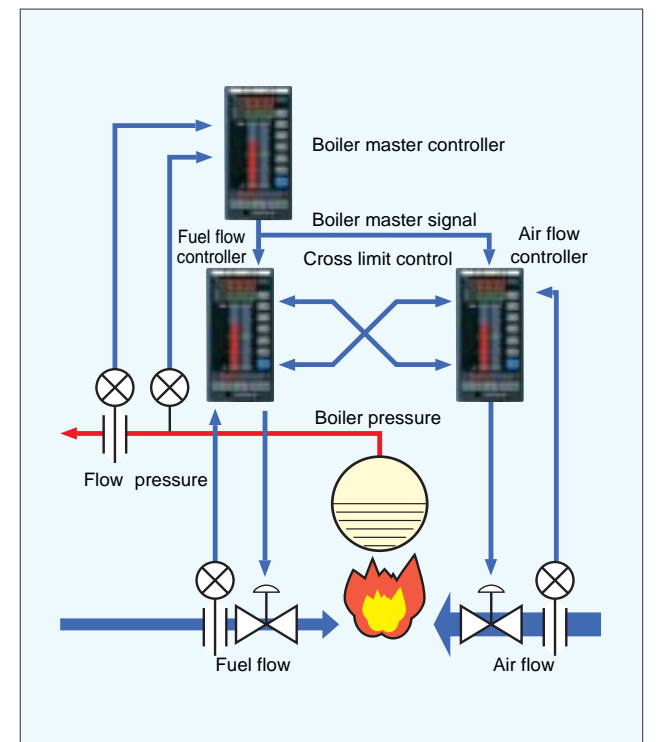 Boiler master controller
Boiler master signal
Fuel flow
controller
Cross limit control
Air flow
controller
Boiler pressure
Flow pressure
Fuel flow
Air flow